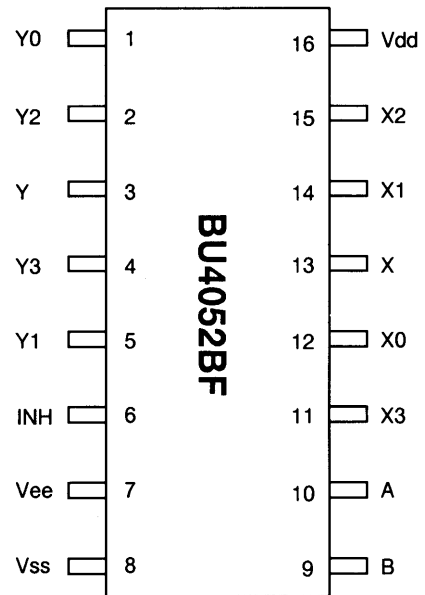 Y0 1 16 Vdd
Y2 2 15 X2
Y 3 14 X1
Y3 4 13 X
Y1 5 12 X0
INH 6 11 X3
Vee 7 10 A
Vss 8 9 B
BU4052BF